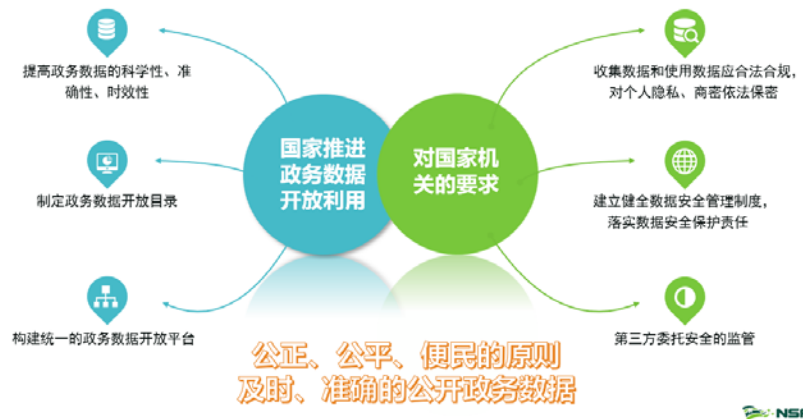 提高政务数据的科学性、准
确性、时效性
制定政务数据开放目录
构建统一的政务数据开放平台
国家推进
政务数据
开放利用
对国家机
关的要求
收集数据和使用数据应合法合规，
对个人隐私、商密依法保密
建立健全数据安全管理制度，
落实数据安全保护责任
第三方委托安全的监管
公正、公平、便民的原则
及时、准确的公开政务数据